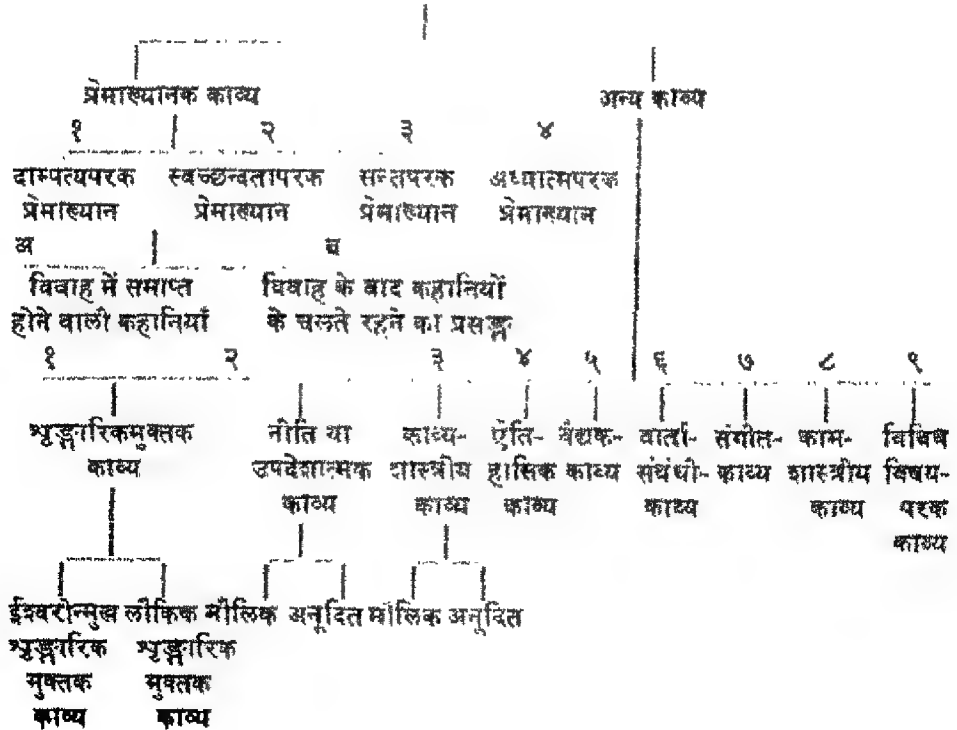 प्रेमाख्यानक काव्य अन्य काव्य
१ २ ३ ४
दाम्पत्यपरक स्वच्छन्दतापरक सन्तपरक अध्यात्मपरक
प्रेमाख्यान प्रेमाख्यान प्रेमाख्यान प्रेमाख्यान
अ ब
विवाह में समाप्त विवाह के बाद कहानियों
होने वाली कहानियाँ के चलते रहने का प्रसङ्ग
१ २ ३ ४ ५ ६ ७ ८ ९
शृङ्गारिकमुक्तक नीति या काव्य- ऐति- वैद्यक- वार्ता- संगीत- काम- विविध
काव्य उपदेशात्मक शास्त्रीय हासिक काव्य संबंधी- काव्य शास्त्रीय विषय-
काव्य काव्य काव्य काव्य काव्य परक
काव्य
ईश्वरोन्मुख लौकिक मौलिक अनूदित मौलिक अनूदित
शृङ्गारिक शृङ्गारिक
मुक्तक मुक्तक
काव्य काव्य